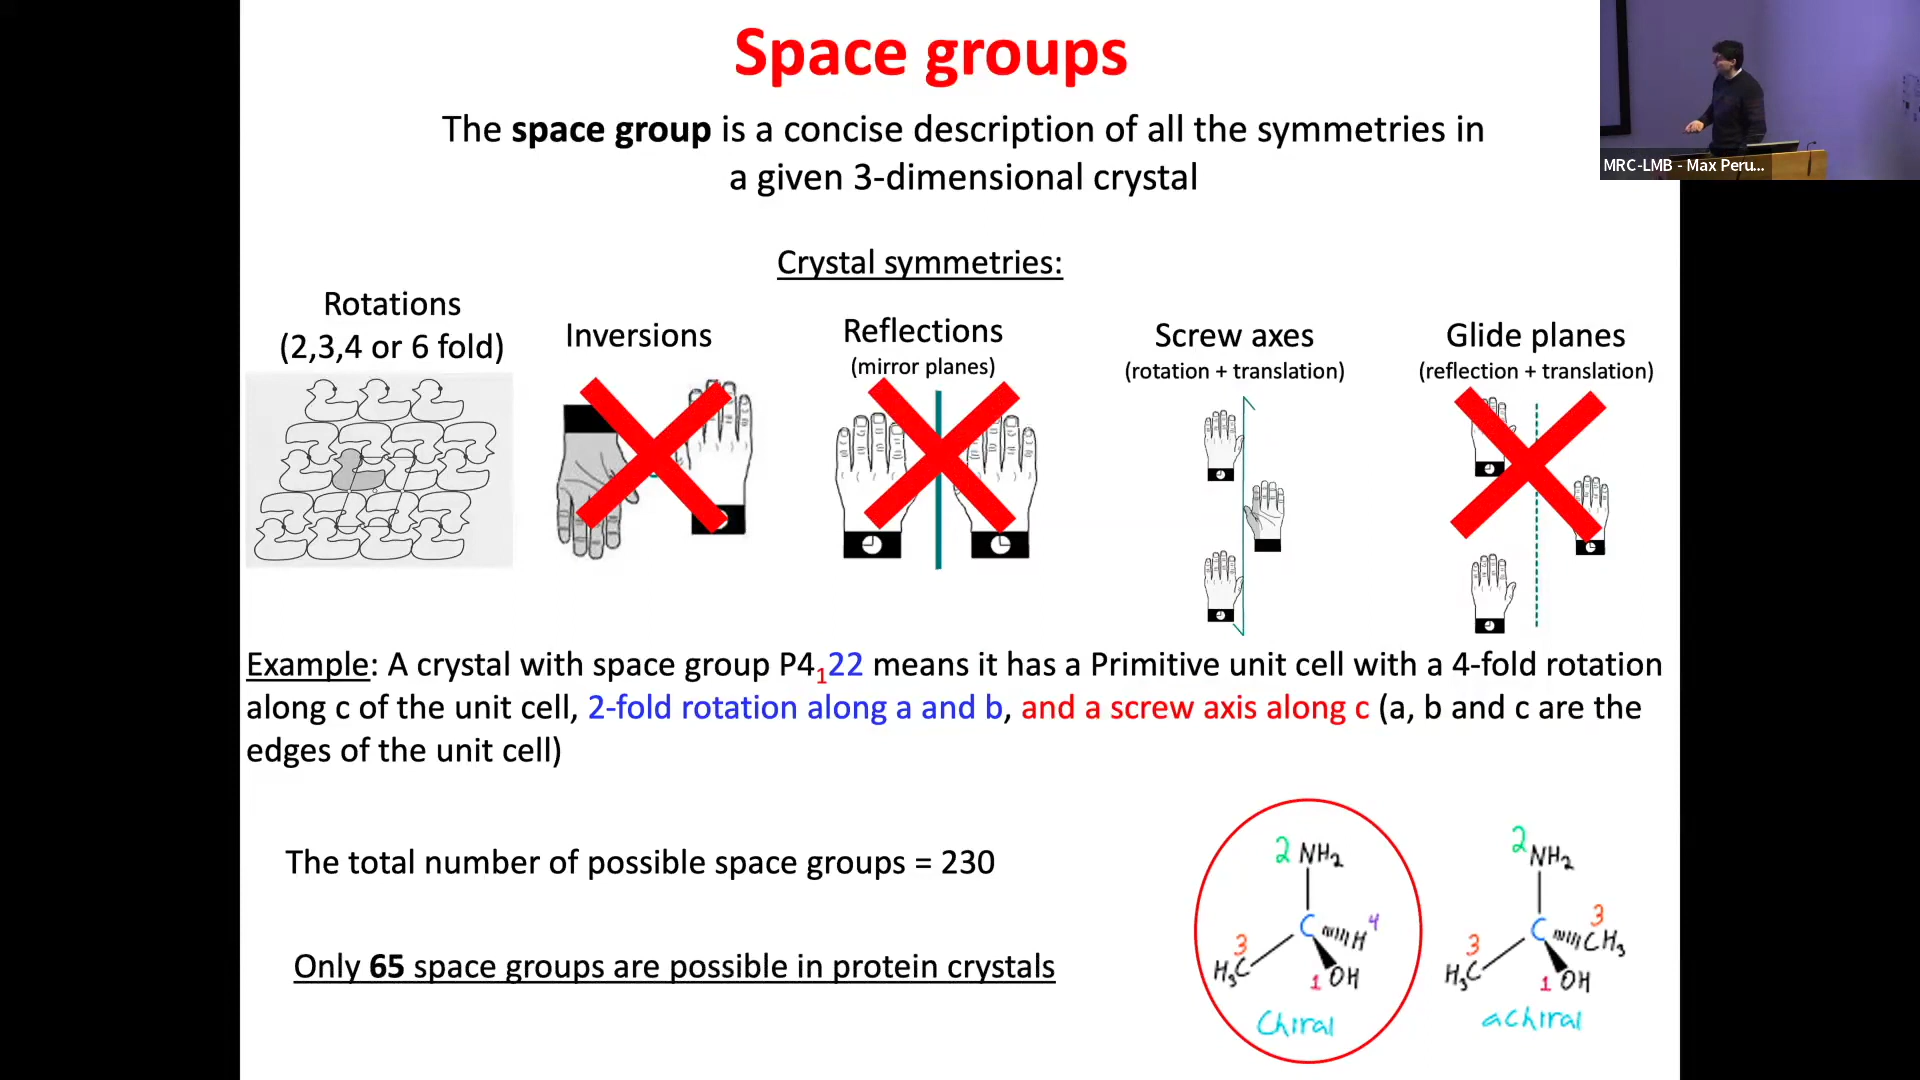 Space groups
The space group is a concise description of all the symmetries in
a given 3-dimensional crystal
MRC-LMB - Max Peru...
Crystal symmetries:
Rotations
(2,3,4 or 6 fold)
Inversions
Reflections
(mirror planes)
Screw axes
(rotation + translation)
Glide planes
(reflection + translation)
Example: A crystal with space group P4₁22 means it has a Primitive unit cell with a 4-fold rotation
along c of the unit cell, 2-fold rotation along a and b, and a screw axis along c (a, b and c are the
edges of the unit cell)
The total number of possible space groups = 230
Only 65 space groups are possible in protein crystals
2 NH₂
C H 4
3
H₃C
1 OH
Chiral
2 NH₂
3
C CH₃
3
H₃C
1 OH
achiral